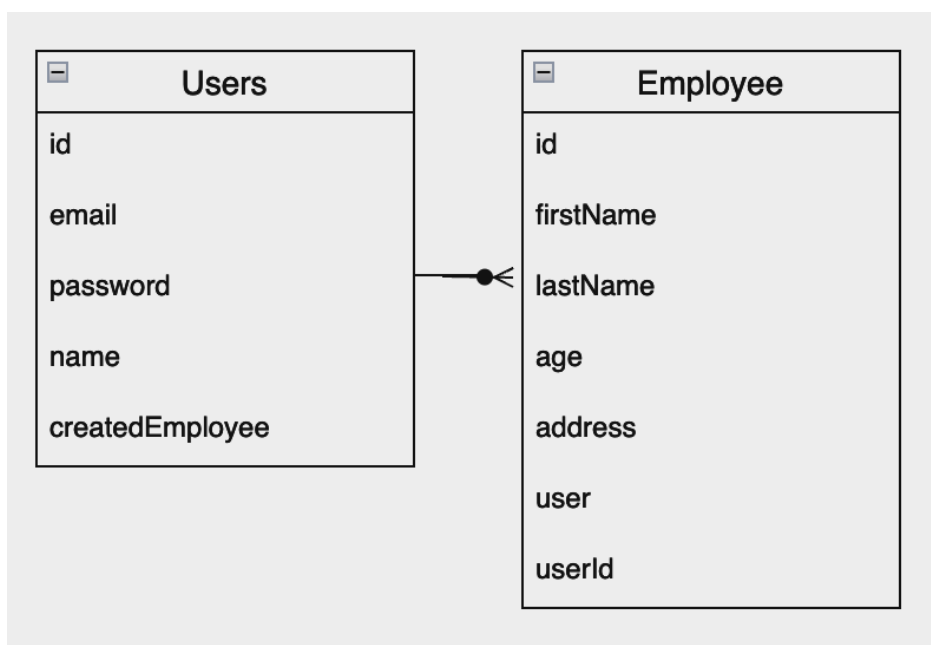 Users
id
email
password
name
createdEmployee
Employee
id
firstName
lastName
age
address
user
userId